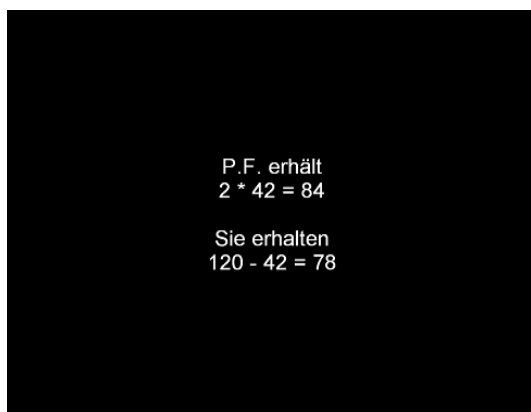 P.F. erhält
2 * 42 = 84
Sie erhalten
120 - 42 = 78